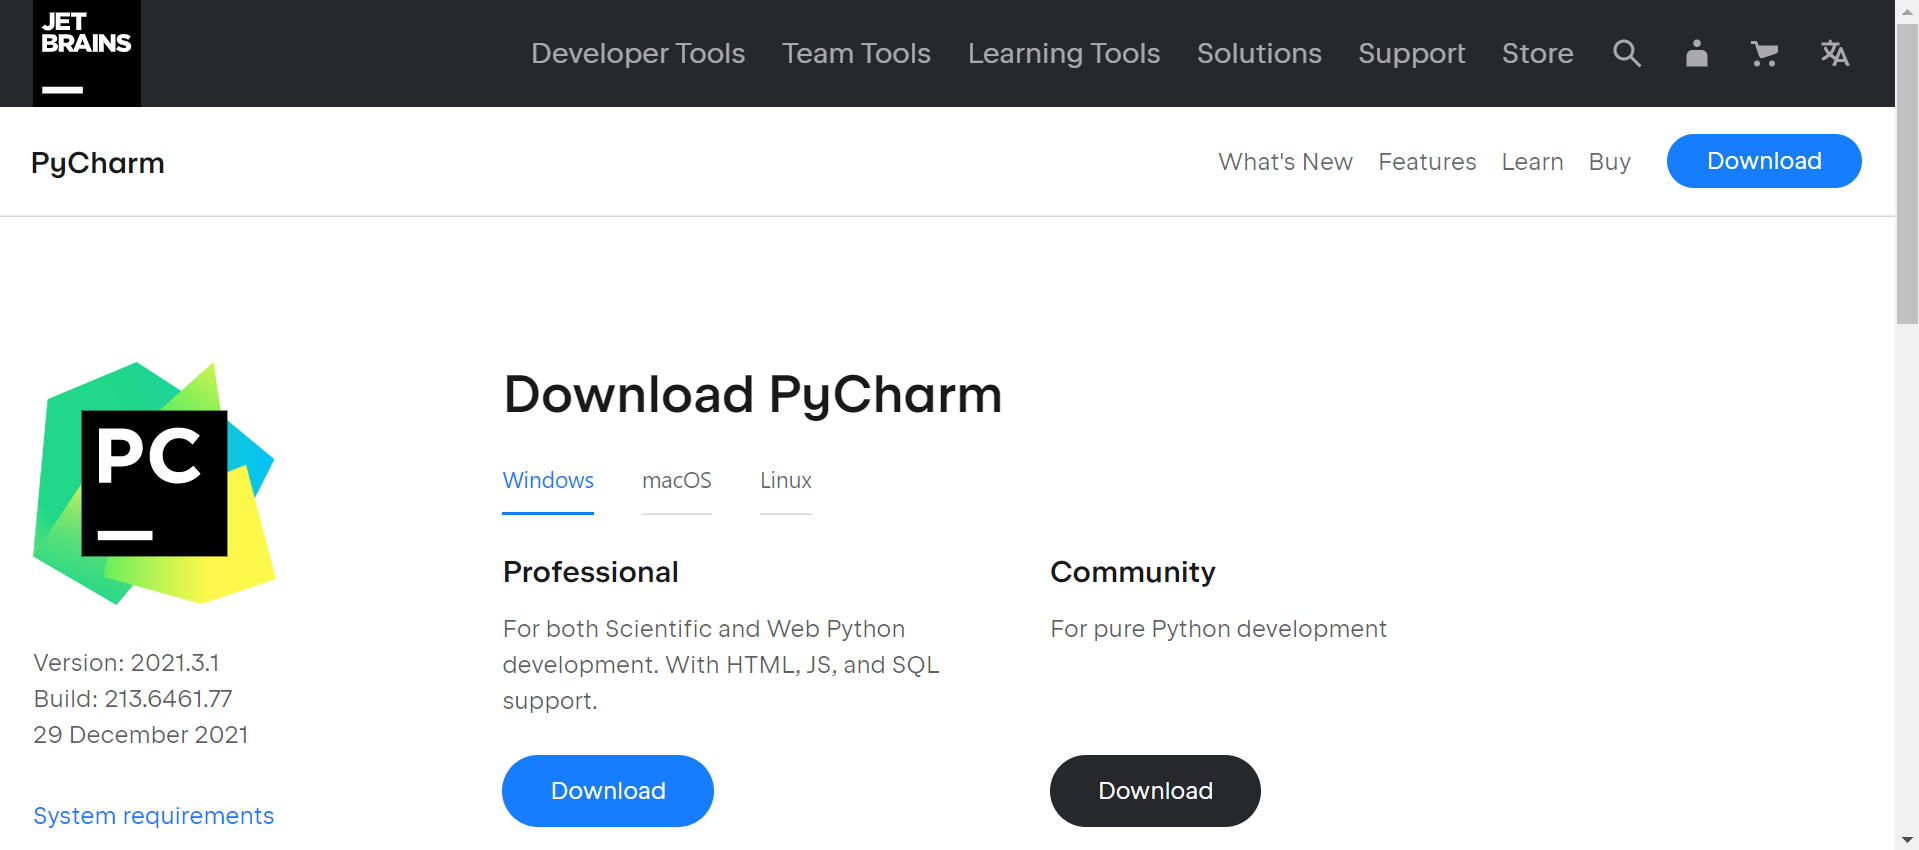 JET
BRAINS
Developer Tools Team Tools Learning Tools Solutions Support Store
PyCharm
What's New Features Learn Buy Download
Download PyCharm
PC
Windows macOS Linux
Professional
For both Scientific and Web Python
development. With HTML, JS, and SQL
support.
Download
Community
For pure Python development
Download
Version: 2021.3.1
Build: 213.6461.77
29 December 2021
System requirements